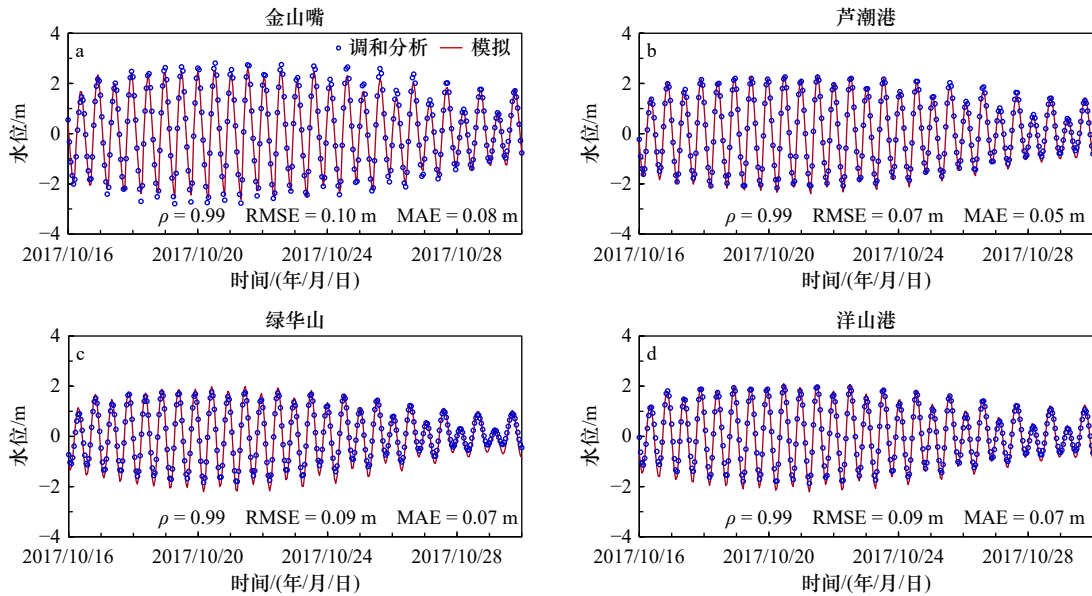 金山嘴
4
2
0
−2
−4
水位/m
a
调和分析 模拟
ρ = 0.99 RMSE = 0.10 m MAE = 0.08 m
2017/10/16 2017/10/20 2017/10/24 2017/10/28
时间/(年/月/日)
芦潮港
4
2
0
−2
−4
水位/m
b
ρ = 0.99 RMSE = 0.07 m MAE = 0.05 m
2017/10/16 2017/10/20 2017/10/24 2017/10/28
时间/(年/月/日)
绿华山
4
2
0
−2
−4
水位/m
c
ρ = 0.99 RMSE = 0.09 m MAE = 0.07 m
2017/10/16 2017/10/20 2017/10/24 2017/10/28
时间/(年/月/日)
洋山港
4
2
0
−2
−4
水位/m
d
ρ = 0.99 RMSE = 0.09 m MAE = 0.07 m
2017/10/16 2017/10/20 2017/10/24 2017/10/28
时间/(年/月/日)